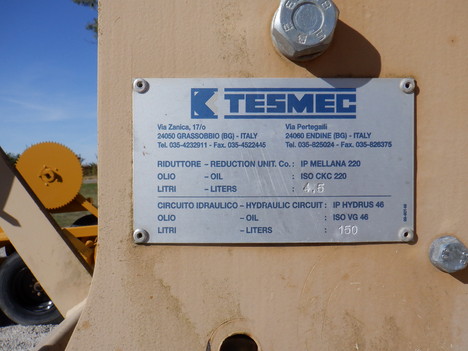 TESMEC
Via Zanica, 17/o
24050 GRASSOBBIO (BG) - ITALY
Tel. 035-4232911 - Fax. 035-4522445
Via Pertegalli
24060 ENDINE (BG) - ITALY
Tel. 035-825024 - Fax. 035-826375
RIDUTTORE - REDUCTION UNIT. Co.: IP MELLANA 220
OLIO - OIL : ISO CKC 220
LITRI - LITERS : 4,5
CIRCUITO IDRAULICO - HYDRAULIC CIRCUIT : IP HYDRUS 46
OLIO - OIL : ISO VG 46
LITRI - LITERS : 150